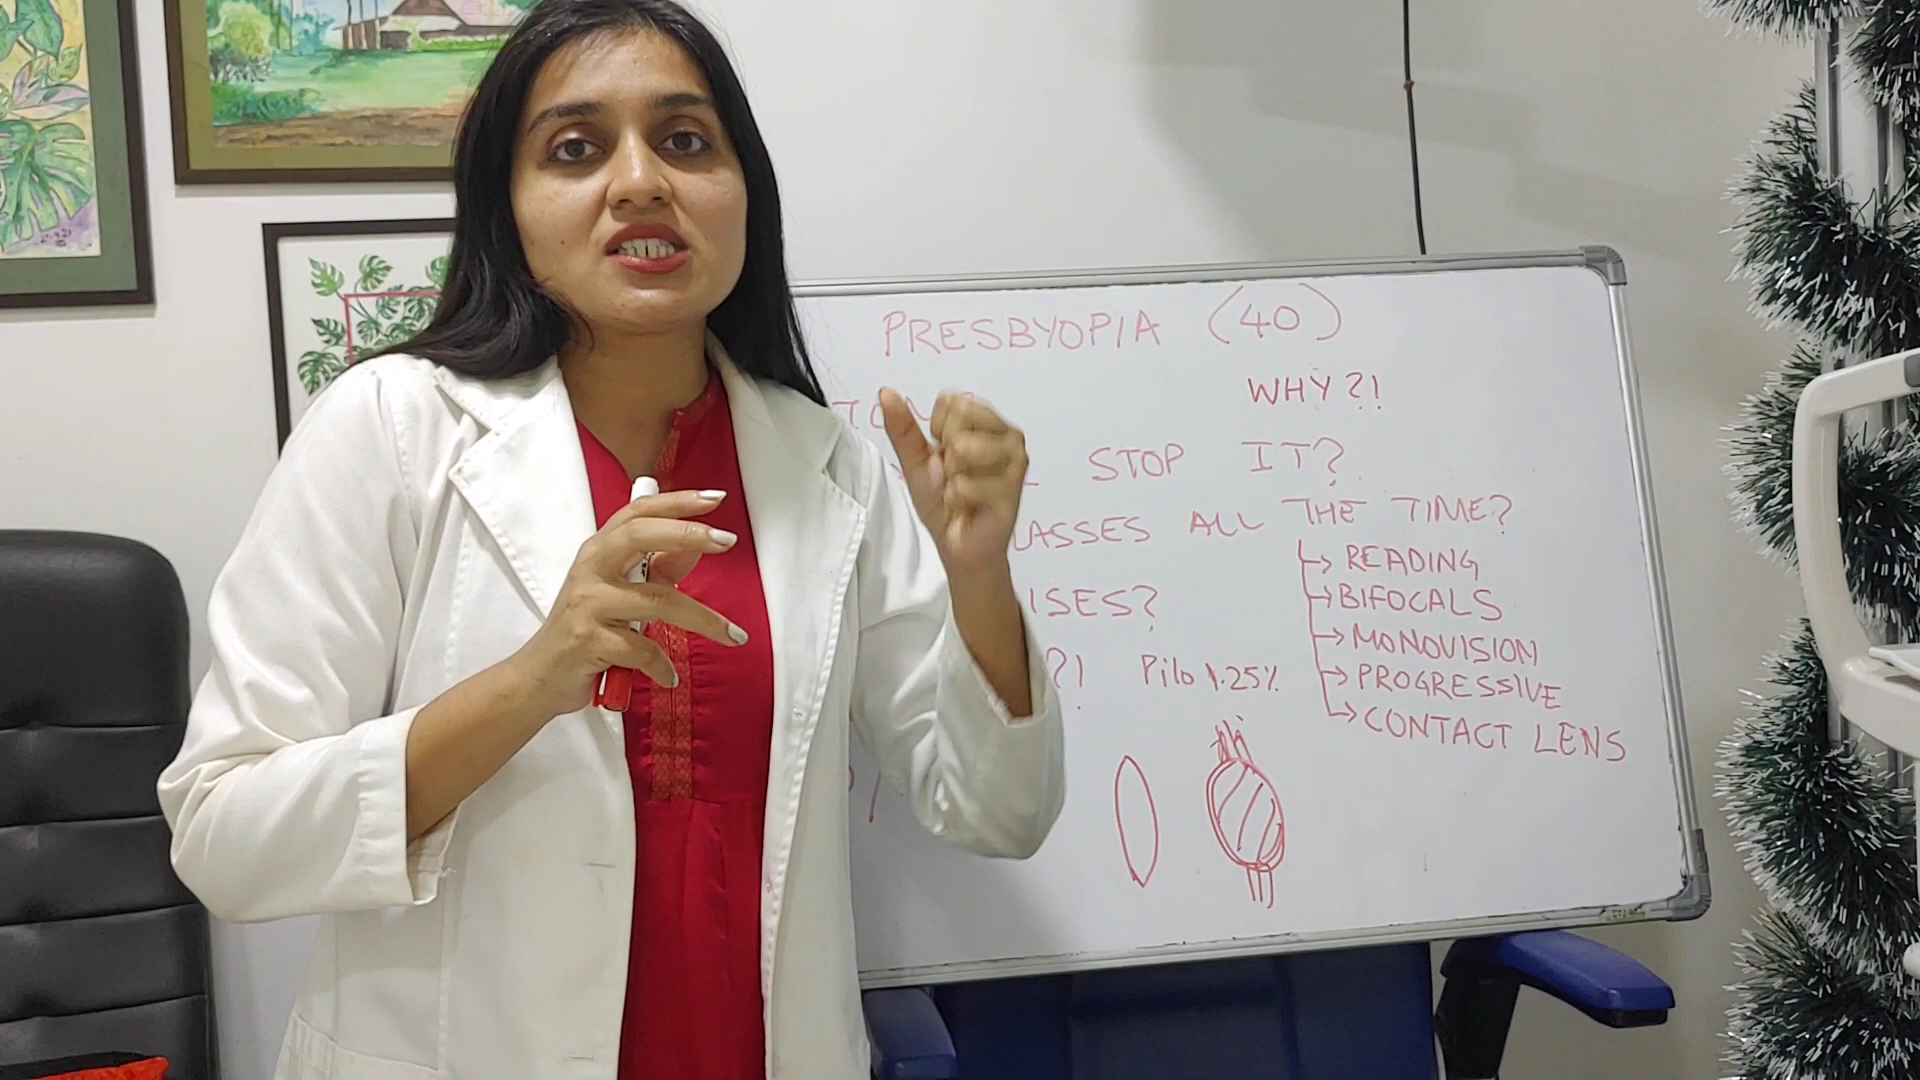 PRESBYOPIA (40)
WHY?!
STOP IT?
ALL THE TIME?
READING
BIFOCALS
MONOVISION
PROGRESSIVE
CONTACT LENS
ISES?
?! Pilo 1.25%